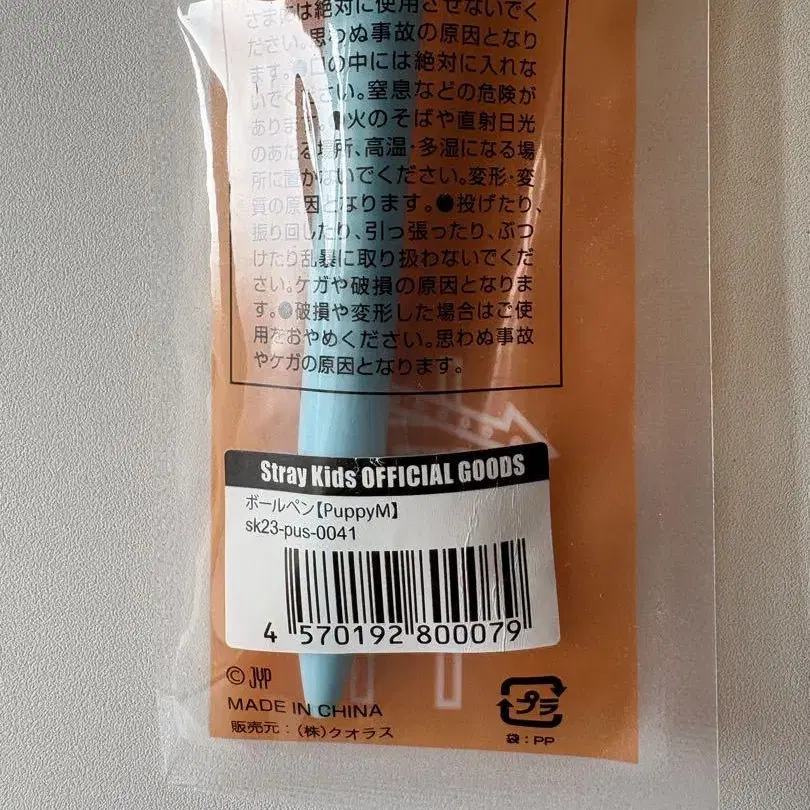 さま𝗂は絶対に使用させないでく
ださい。思わぬ事故の原因となり
ます。●口の中には絶対に入れな
いでください。窒息などの危険が
あります。●火のそばや直射日光
のあたる場所、高温・多湿になる場
所に置かないでください。変形・変
質の原因となります。●投げたり、
振り回したり、引っ張ったり、ぶつ
けたり乱暴に取り扱わないでくだ
さい。ケガや破損の原因となりま
す。●破損や変形した場合はご使
用をおやめください。思わぬ事故
やケガの原因となります。
Stray Kids OFFICIAL GOODS
ボールペン【PuppyM】
sk23-pus-0041
4 570192 800079
© JYP
MADE IN CHINA
販売元：(株)クオラス
プラ
袋：PP